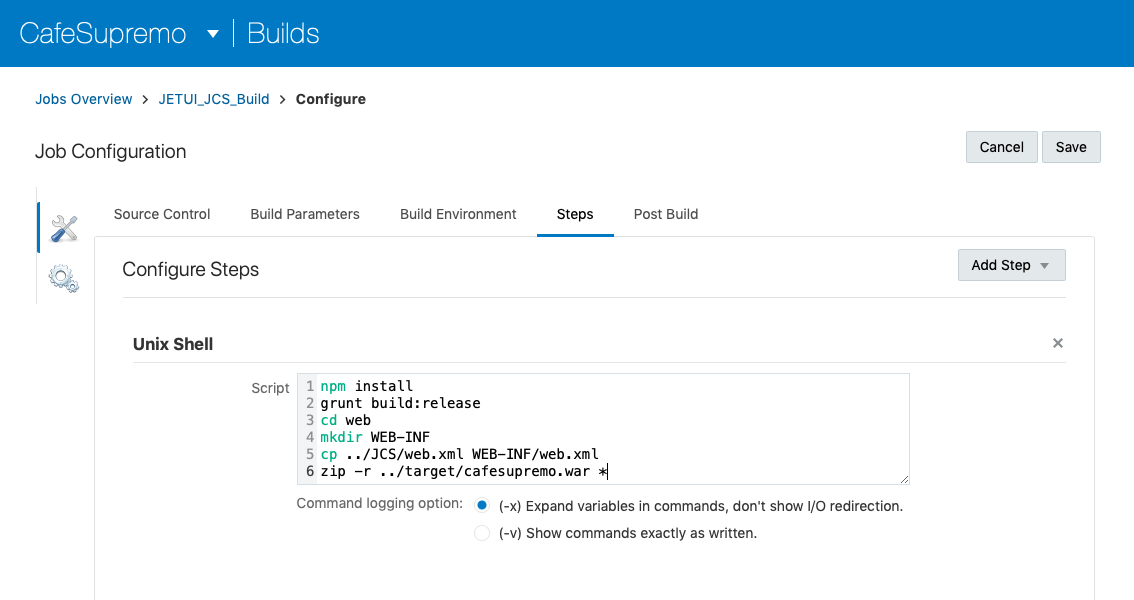 CafeSupremo Builds
Jobs Overview > JETUI_JCS_Build > Configure
Job Configuration
Cancel Save
Source Control Build Parameters Build Environment Steps Post Build
Configure Steps
Add Step
Unix Shell
Script
1 npm install
2 grunt build:release
3 cd web
4 mkdir WEB-INF
5 cp ../JCS/web.xml WEB-INF/web.xml
6 zip -r ../target/cafesupremo.war *
Command logging option: (-x) Expand variables in commands, don't show I/O redirection.
(-v) Show commands exactly as written.